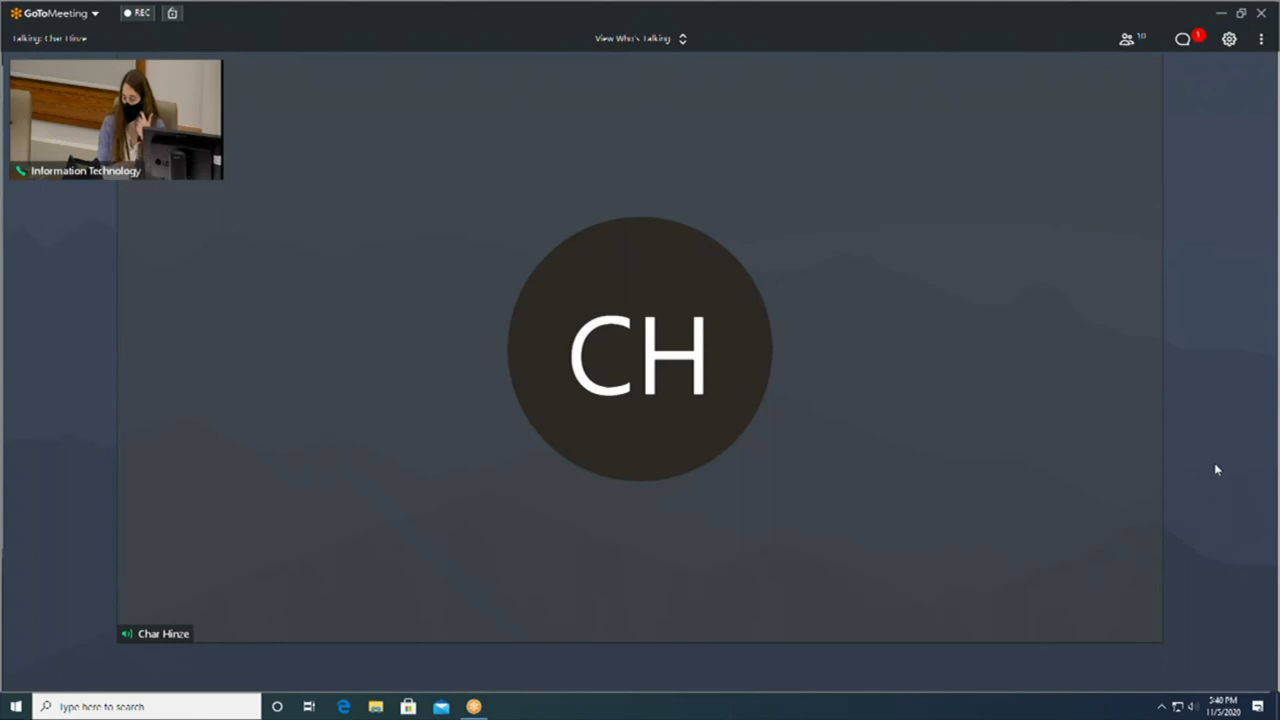 GoToMeeting
REC
Talking: Char Hinze
View Who's Talking
10
1
Information Technology
CH
Char Hinze
Type here to search
5:40 PM
11/5/2020